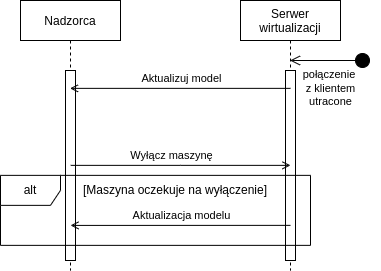 Nadzorca
Serwer
wirtualizacji
połączenie
z klientem
utracone
Aktualizuj model
Wyłącz maszynę
alt
[Maszyna oczekuje na wyłączenie]
Aktualizacja modelu